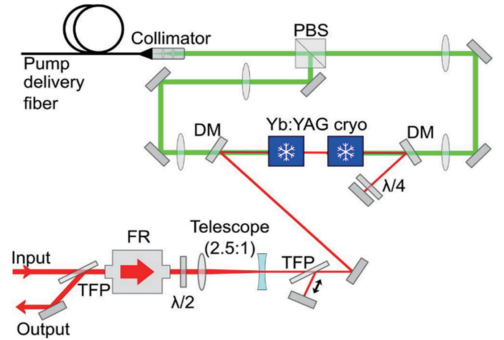 Collimator
PBS
Pump
delivery
fiber
DM
Yb:YAG cryo
DM
λ/4
Telescope
(2.5:1)
FR
Input
TFP
TFP
λ/2
Output